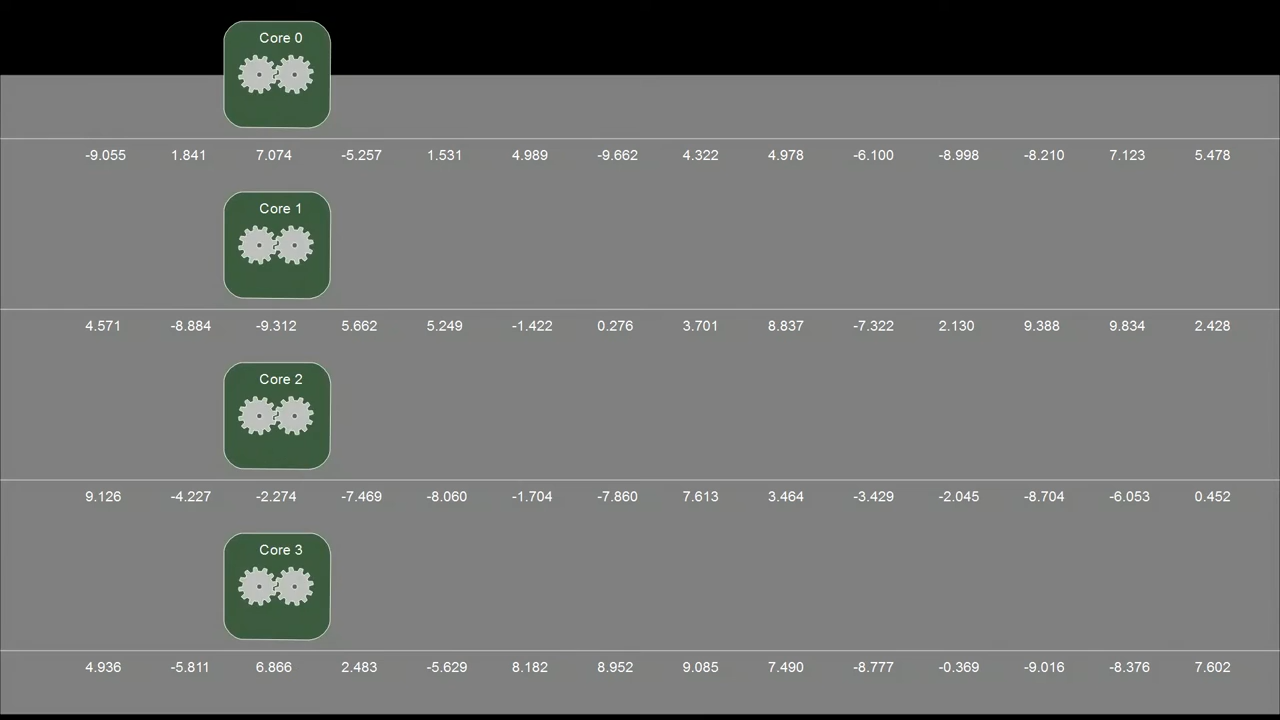 Core 0
-9.055 1.841 7.074 -5.257 1.531 4.989 -9.662 4.322 4.978 -6.100 -8.998 -8.210 7.123 5.478
Core 1
4.571 -8.884 -9.312 5.662 5.249 -1.422 0.276 3.701 8.837 -7.322 2.130 9.388 9.834 2.428
Core 2
9.126 -4.227 -2.274 -7.469 -8.060 -1.704 -7.860 7.613 3.464 -3.429 -2.045 -8.704 -6.053 0.452
Core 3
4.936 -5.811 6.866 2.483 -5.629 8.182 8.952 9.085 7.490 -8.777 -0.369 -9.016 -8.376 7.602